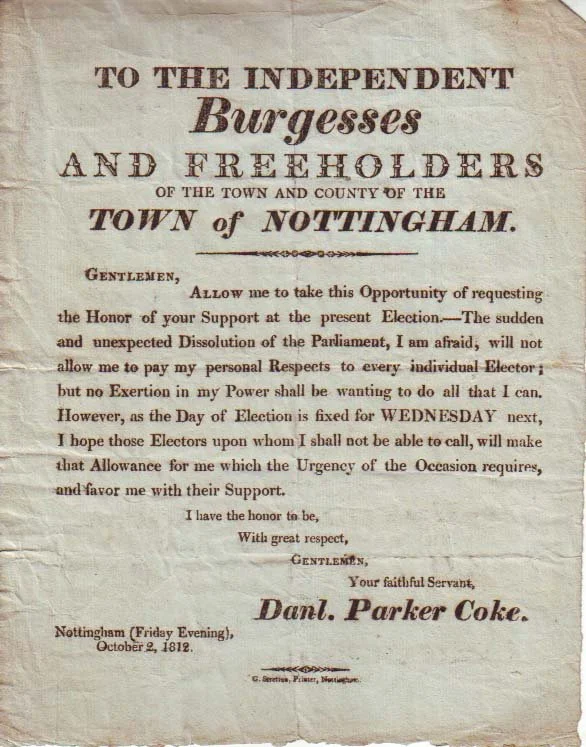 TO THE INDEPENDENT
Burgesses
AND FREEHOLDERS
OF THE TOWN AND COUNTY OF THE
TOWN of NOTTINGHAM.
GENTLEMEN,
ALLOW me to take this Opportunity of requesting
the Honor of your Support at the present Election.—The sudden
and unexpected Dissolution of the Parliament, I am afraid, will not
allow me to pay my personal Respects to every individual Elector;
but no Exertion in my Power shall be wanting to do all that I can.
However, as the Day of Election is fixed for WEDNESDAY next,
I hope those Electors upon whom I shall not be able to call, will make
that Allowance for me which the Urgency of the Occasion requires,
and favor me with their Support.
I have the honor to be,
With great respect,
GENTLEMEN,
Your faithful Servant,
Danl. Parker Coke.
Nottingham (Friday Evening),
October 2, 1812.
G. Stretton, Printer, Nottingham.